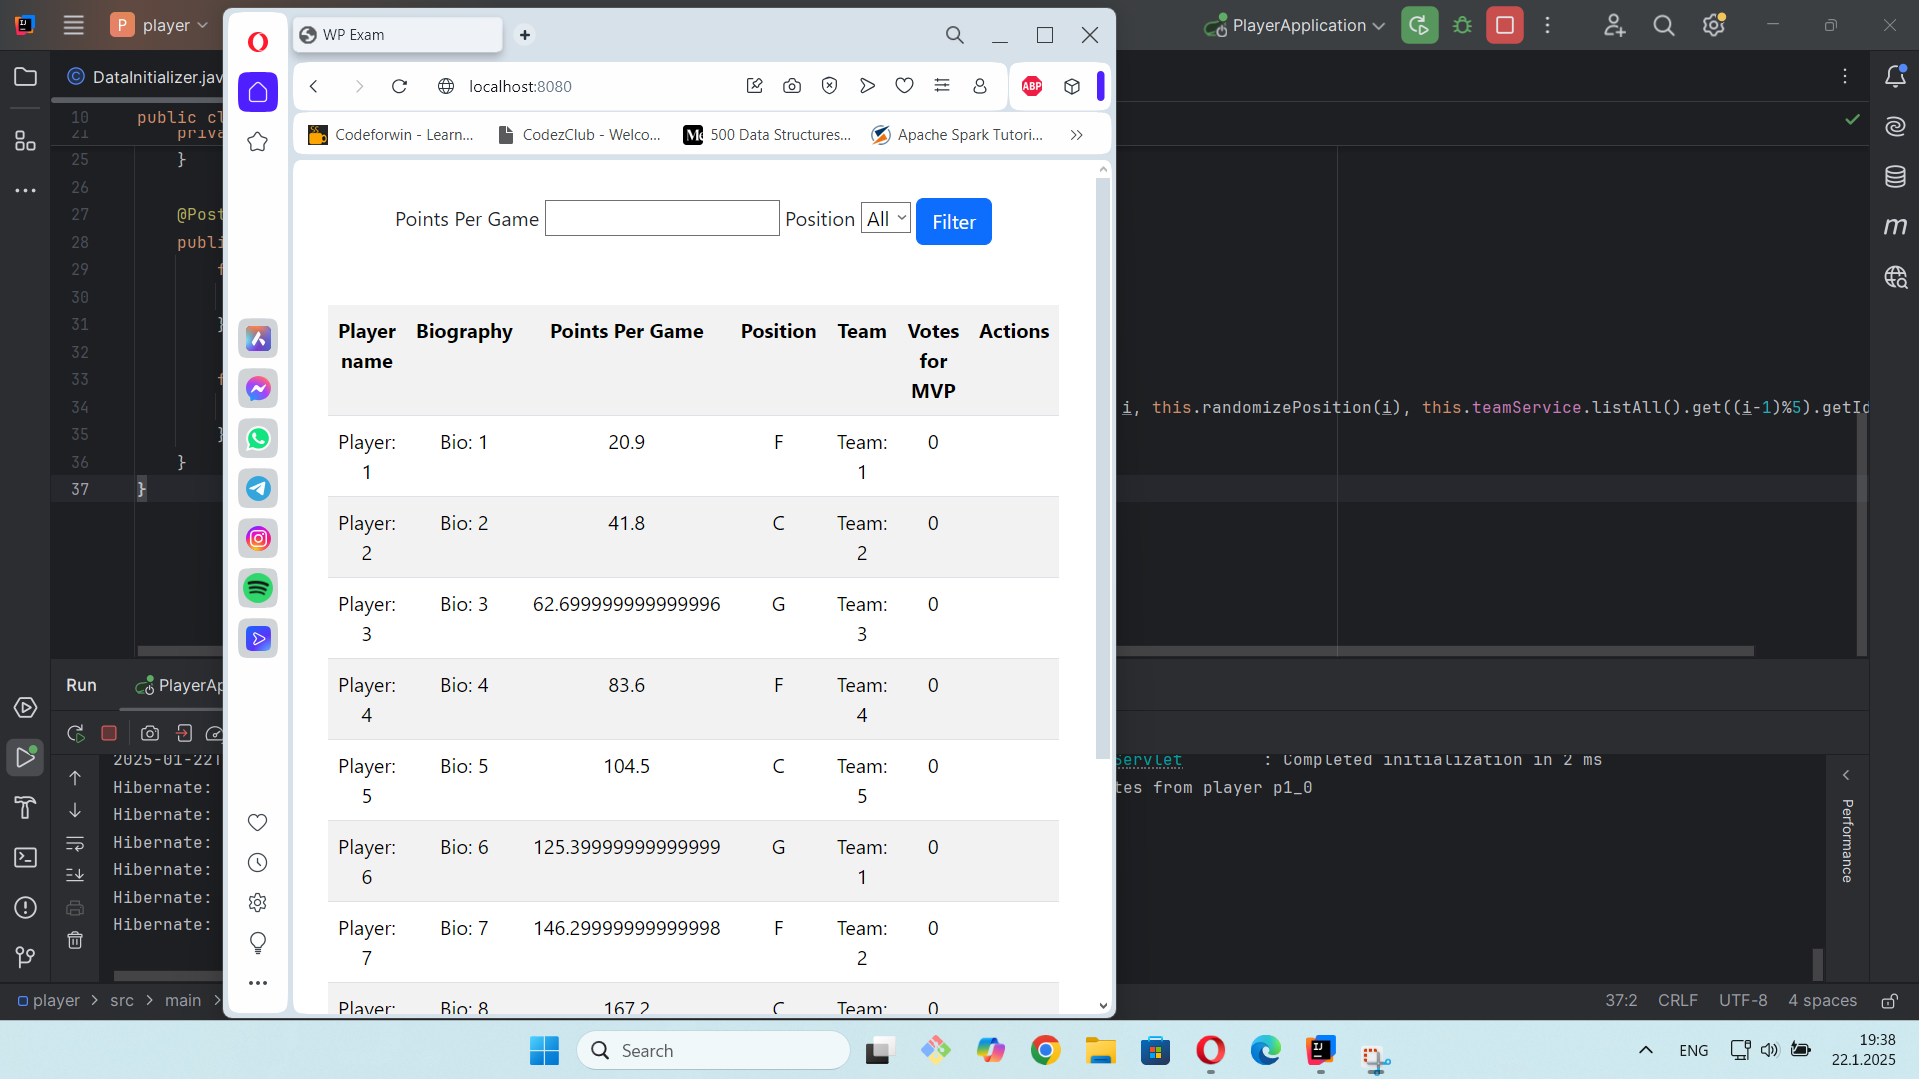 P player
PlayerApplication
WP Exam
localhost:8080
ABP
Codeforwin - Learn...
CodezClub - Welco...
500 Data Structures...
Apache Spark Tutori...
DataInitializer.jav
10 public cl
21 priva
25 }
26
27 @Post
28 publi
29 f
30
31 }
32
33 f
34 i, this.randomizePosition(i), this.teamService.listAll().get((i-1)%5).getId
35 }
36 }
37 }
Points Per Game Position All Filter
Player name Biography Points Per Game Position Team Votes for MVP Actions
Player: 1 Bio: 1 20.9 F Team: 1 0
Player: 2 Bio: 2 41.8 C Team: 2 0
Player: 3 Bio: 3 62.699999999999996 G Team: 3 0
Player: 4 Bio: 4 83.6 F Team: 4 0
Player: 5 Bio: 5 104.5 C Team: 5 0
Player: 6 Bio: 6 125.39999999999999 G Team: 1 0
Player: 7 Bio: 7 146.29999999999998 F Team: 2 0
Player: Bio: 8 167.2 C Team: 0
Run PlayerAp
2025-01-22T
Servlet : Completed initialization in 2 ms
Hibernate: tes from player p1_0
Hibernate:
Hibernate:
Hibernate:
Hibernate:
Hibernate:
Performance
player > src > main >
37:2 CRLF UTF-8 4 spaces
Search
ENG
19:38
22.1.2025